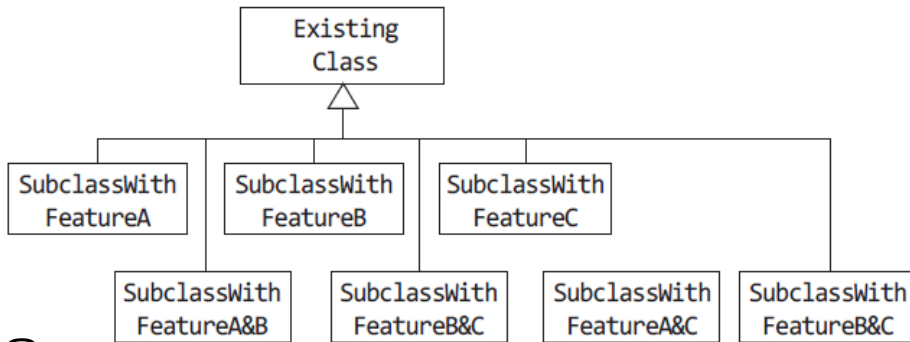 Existing
Class
SubclassWith
FeatureA
SubclassWith
FeatureB
SubclassWith
FeatureC
SubclassWith
FeatureA&B
SubclassWith
FeatureB&C
SubclassWith
FeatureA&C
SubclassWith
FeatureB&C